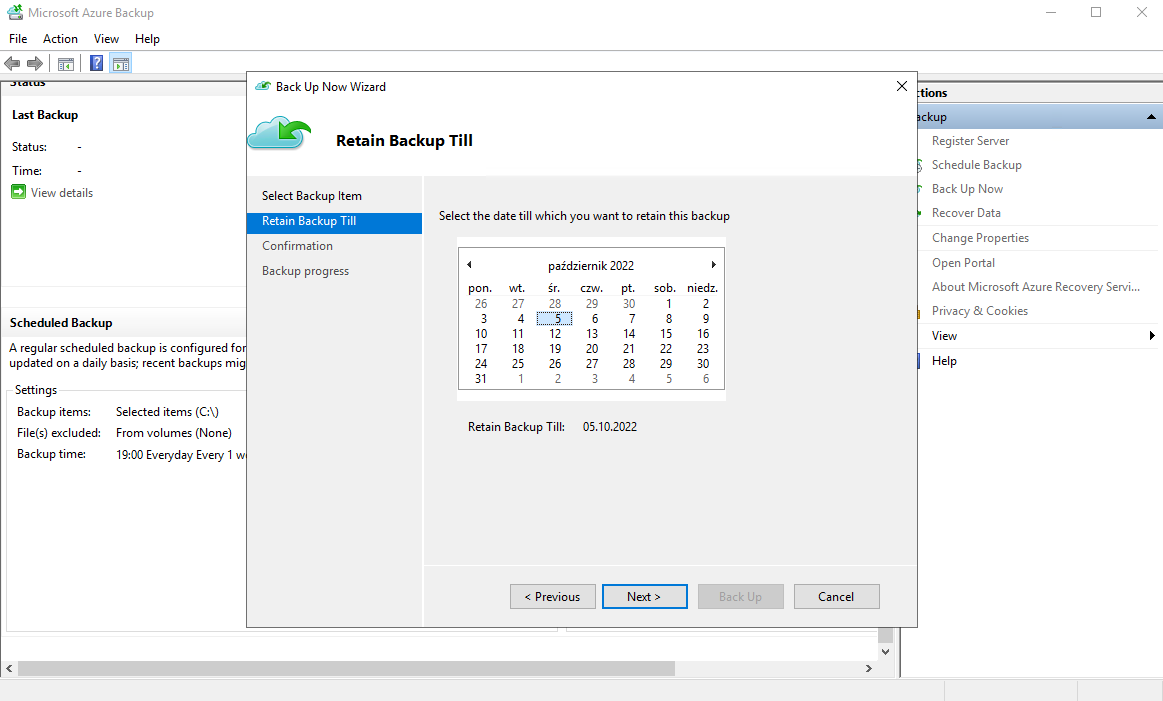 Microsoft Azure Backup
File Action View Help
Status
Last Backup
Status: -
Time: -
View details
Scheduled Backup
A regular scheduled backup is configured for
updated on a daily basis; recent backups mig
Settings
Backup items: Selected items (C:\)
File(s) excluded: From volumes (None)
Backup time: 19:00 Everyday Every 1 w
Back Up Now Wizard
Retain Backup Till
Select Backup Item
Retain Backup Till
Confirmation
Backup progress
Select the date till which you want to retain this backup
październik 2022
pon. wt. śr. czw. pt. sob. niedz.
26 27 28 29 30 1 2
3 4 5 6 7 8 9
10 11 12 13 14 15 16
17 18 19 20 21 22 23
24 25 26 27 28 29 30
31 1 2 3 4 5 6
Retain Backup Till: 05.10.2022
< Previous Next > Back Up Cancel
ctions
ackup
Register Server
Schedule Backup
Back Up Now
Recover Data
Change Properties
Open Portal
About Microsoft Azure Recovery Servi...
Privacy & Cookies
View
Help